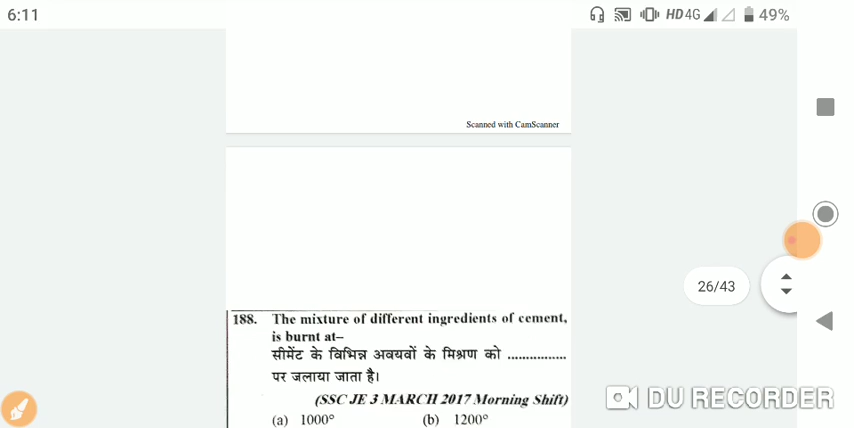 6:11
HD 4G 49%
Scanned with CamScanner
26/43
188. The mixture of different ingredients of cement,
is burnt at–
सीमेंट के विभिन्न अवयवों के मिश्रण को ................
पर जलाया जाता है।
(SSC JE 3 MARCH 2017 Morning Shift)
(a) 1000° (b) 1200°
DU RECORDER